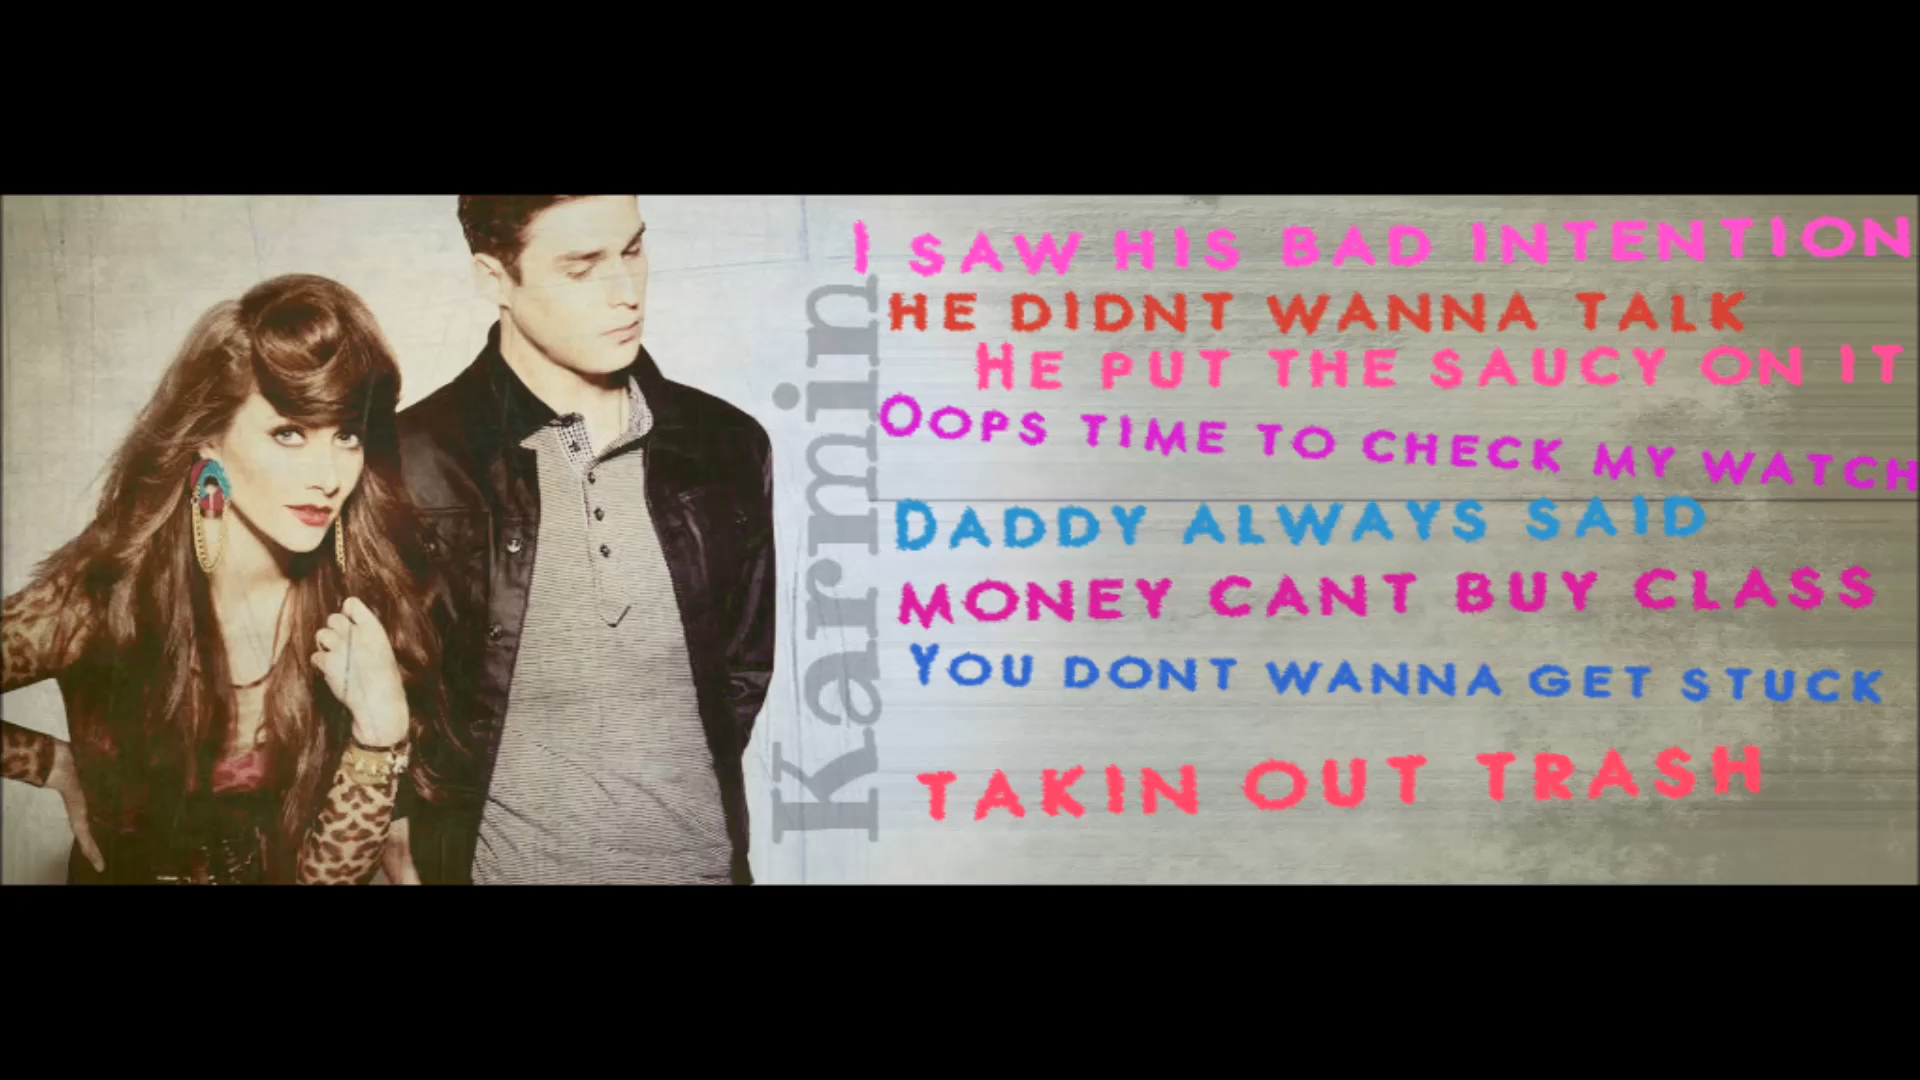 Karmin
I SAW HIS BAD INTENTION
HE DIDNT WANNA TALK
HE PUT THE SAUCY ON IT
OOPS TIME TO CHECK MY WATCH
DADDY ALWAYS SAID
MONEY CANT BUY CLASS
YOU DONT WANNA GET STUCK
TAKIN OUT TRASH